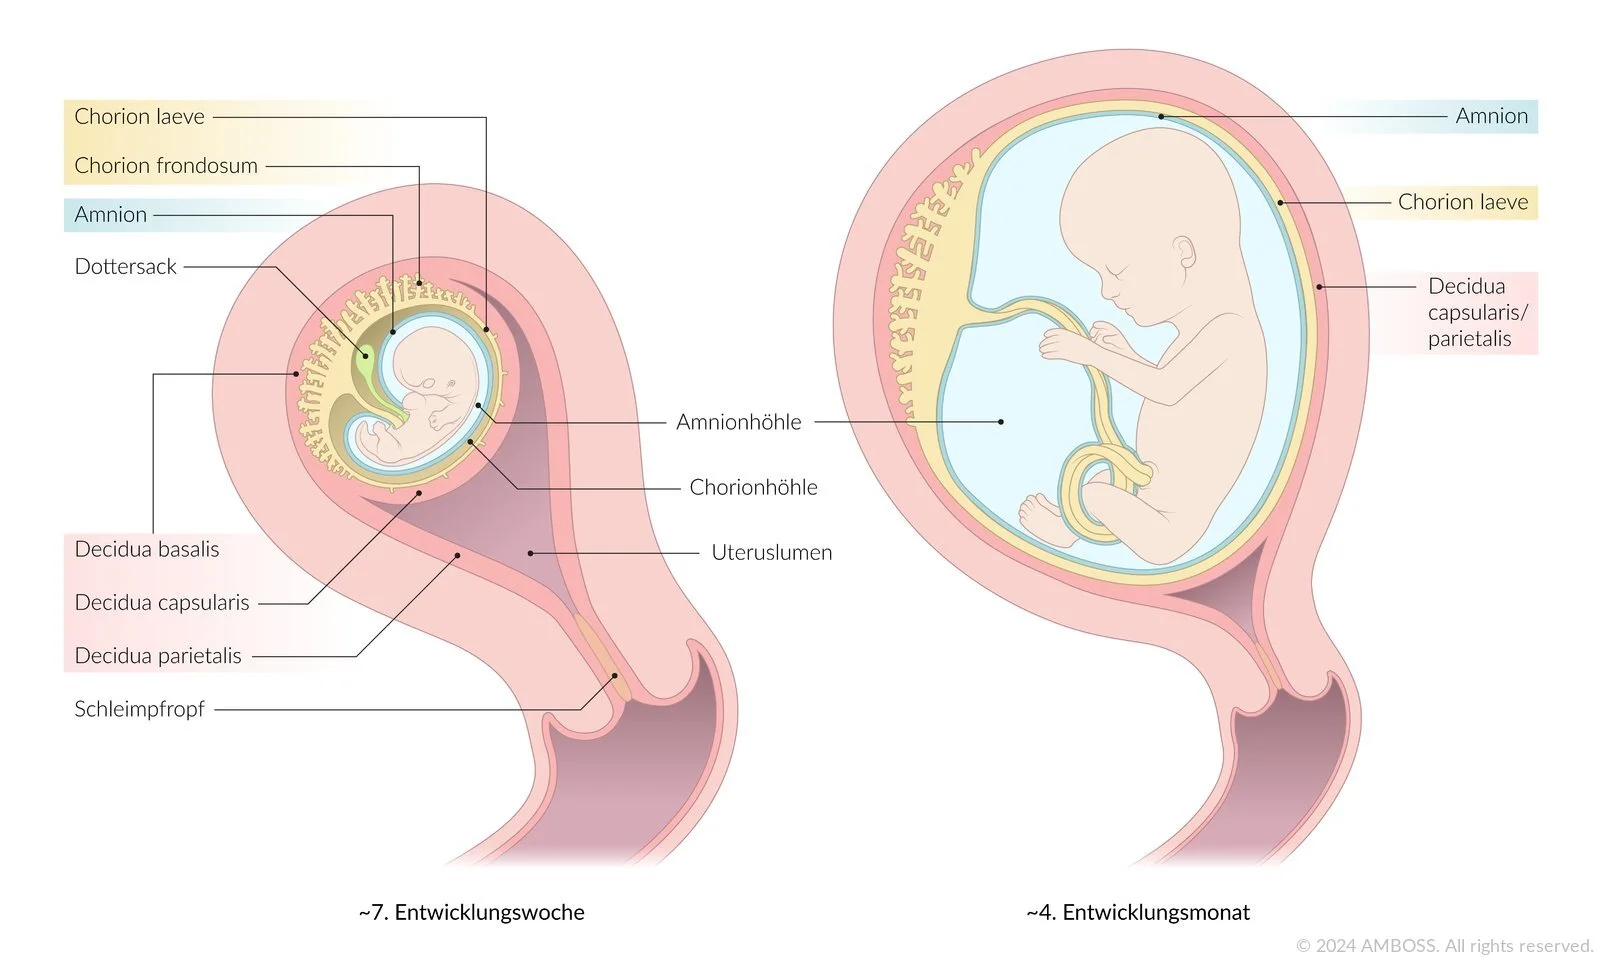 Chorion laeve
Chorion frondosum
Amnion
Dottersack
Decidua basalis
Decidua capsularis
Decidua parietalis
Schleimpfropf
Amnionhöhle
Chorionhöhle
Uteruslumen
Amnion
Chorion laeve
Decidua
capsularis/
parietalis
~7. Entwicklungswoche
~4. Entwicklungsmonat
© 2024 AMBOSS. All rights reserved.